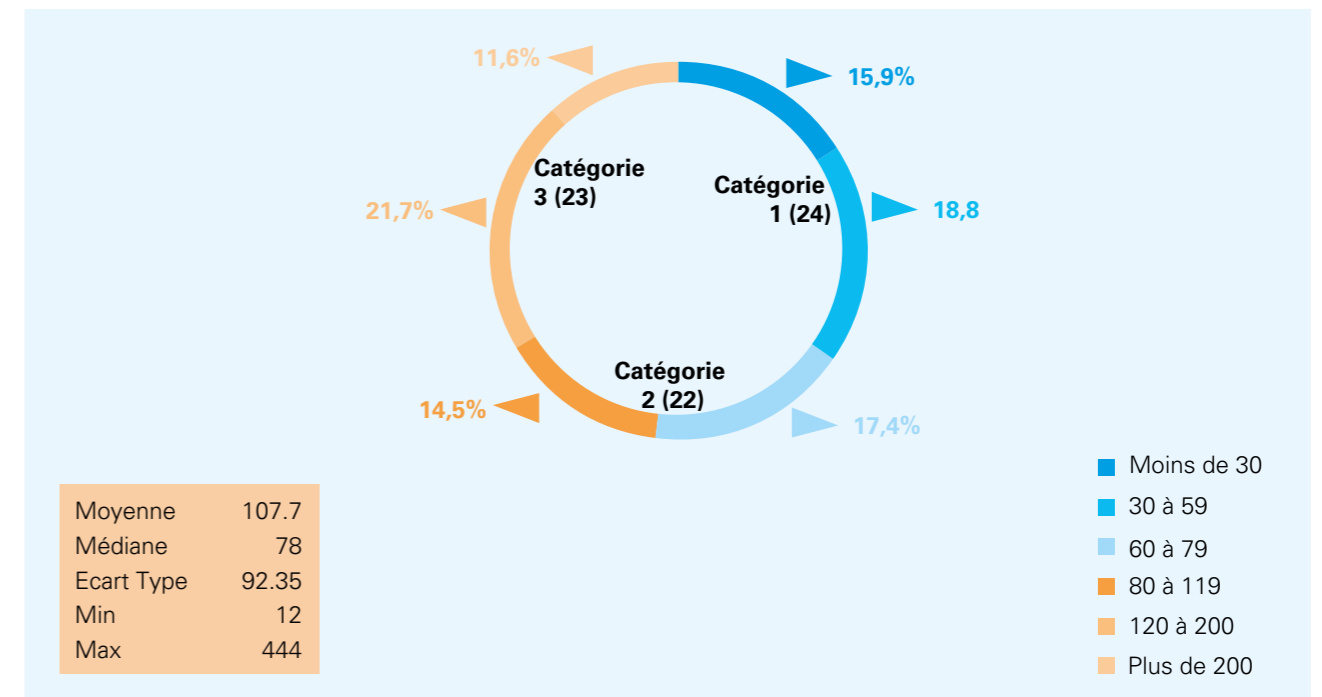 11,6%
15,9%
Catégorie
3 (23)
Catégorie
1 (24)
21,7%
18,8
Catégorie
2 (22)
14,5%
17,4%
Moyenne 107.7
Médiane 78
Ecart Type 92.35
Min 12
Max 444
Moins de 30
30 à 59
60 à 79
80 à 119
120 à 200
Plus de 200